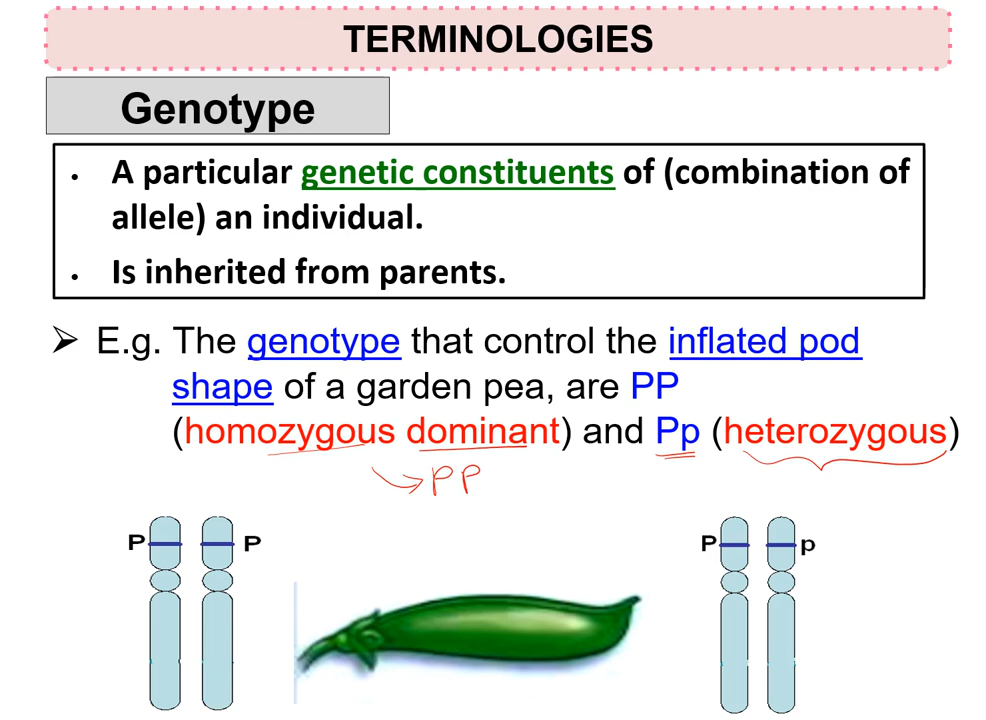 TERMINOLOGIES
Genotype
• A particular genetic constituents of (combination of
allele) an individual.
• Is inherited from parents.
➢ E.g. The genotype that control the inflated pod
shape of a garden pea, are PP
(homozygous dominant) and Pp (heterozygous)
PP
P P P p